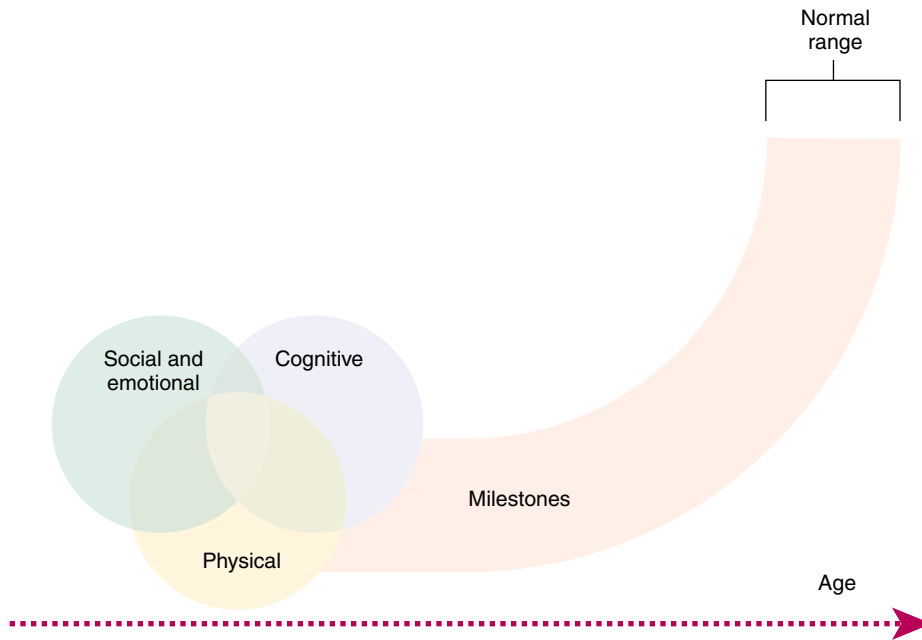 Normal
range
Social and
emotional
Cognitive
Milestones
Physical
Age